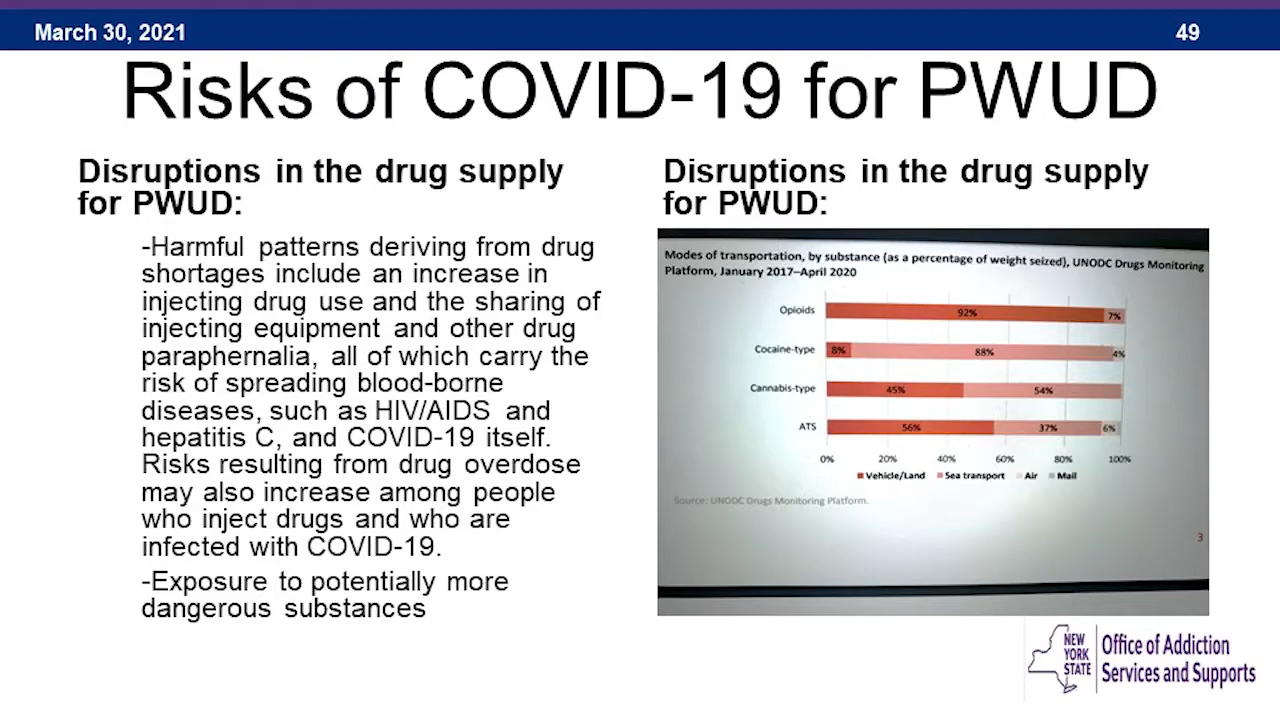 March 30, 2021
49
Risks of COVID-19 for PWUD
Disruptions in the drug supply
for PWUD:
-Harmful patterns deriving from drug
shortages include an increase in
injecting drug use and the sharing of
injecting equipment and other drug
paraphernalia, all of which carry the
risk of spreading blood-borne
diseases, such as HIV/AIDS and
hepatitis C, and COVID-19 itself.
Risks resulting from drug overdose
may also increase among people
who inject drugs and who are
infected with COVID-19.
-Exposure to potentially more
dangerous substances
Disruptions in the drug supply
for PWUD:
Modes of transportation, by substance (as a percentage of weight seized), UNODC Drugs Monitoring
Platform, January 2017–April 2020
Opioids 92% 7%
Cocaine-type 8% 88% 4%
Cannabis-type 45% 54%
ATS 56% 37% 6%
0% 20% 40% 60% 80% 100%
Vehicle/Land Sea transport Air Mail
Source: UNODC Drugs Monitoring Platform.
3
NEW
YORK
STATE
Office of Addiction
Services and Supports